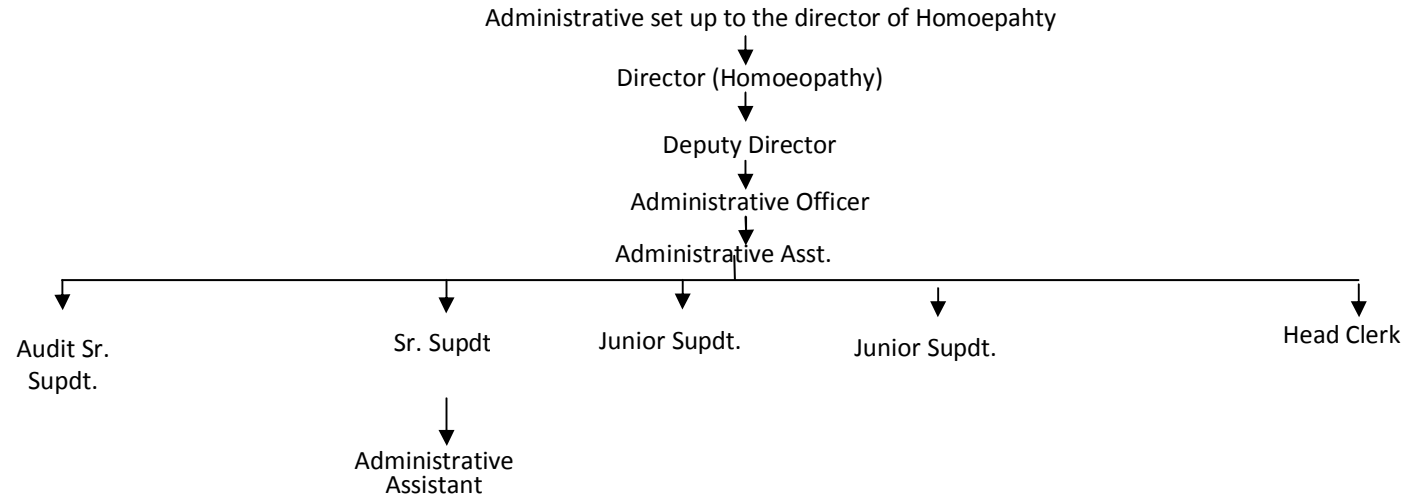 Administrative set up to the director of Homoepahty
Director (Homoeopathy)
Deputy Director
Administrative Officer
Administrative Asst.
Audit Sr.
Supdt.
Sr. Supdt
Junior Supdt.
Junior Supdt.
Head Clerk
Administrative
Assistant